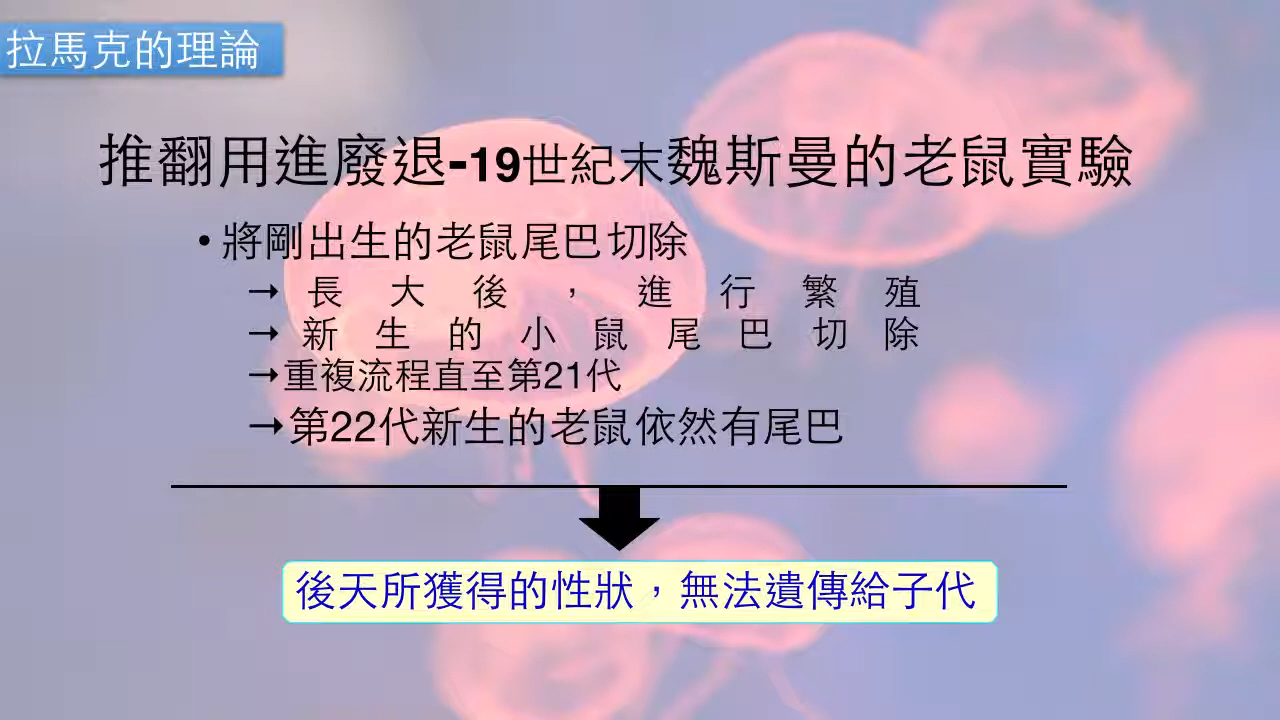 拉馬克的理論
推翻用進廢退-19世紀末魏斯曼的老鼠實驗
•將剛出生的老鼠尾巴切除
→長大後，進行繁殖
→新生的小鼠尾巴切除
→重複流程直至第21代
→第22代新生的老鼠依然有尾巴
後天所獲得的性狀，無法遺傳給子代